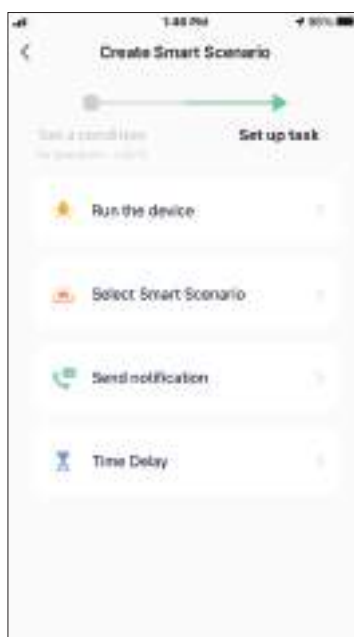 Create Smart Scenario
Set up task
Run the device
Select Smart Scenario
Send notification
Time Delay